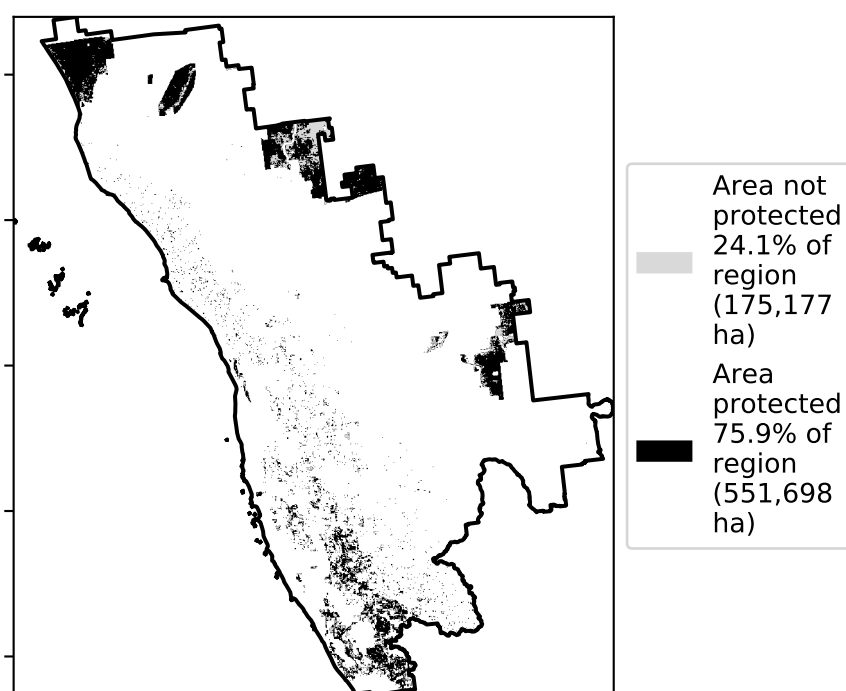 Area not
protected
24.1% of
region
(175,177
ha)
Area
protected
75.9% of
region
(551,698
ha)